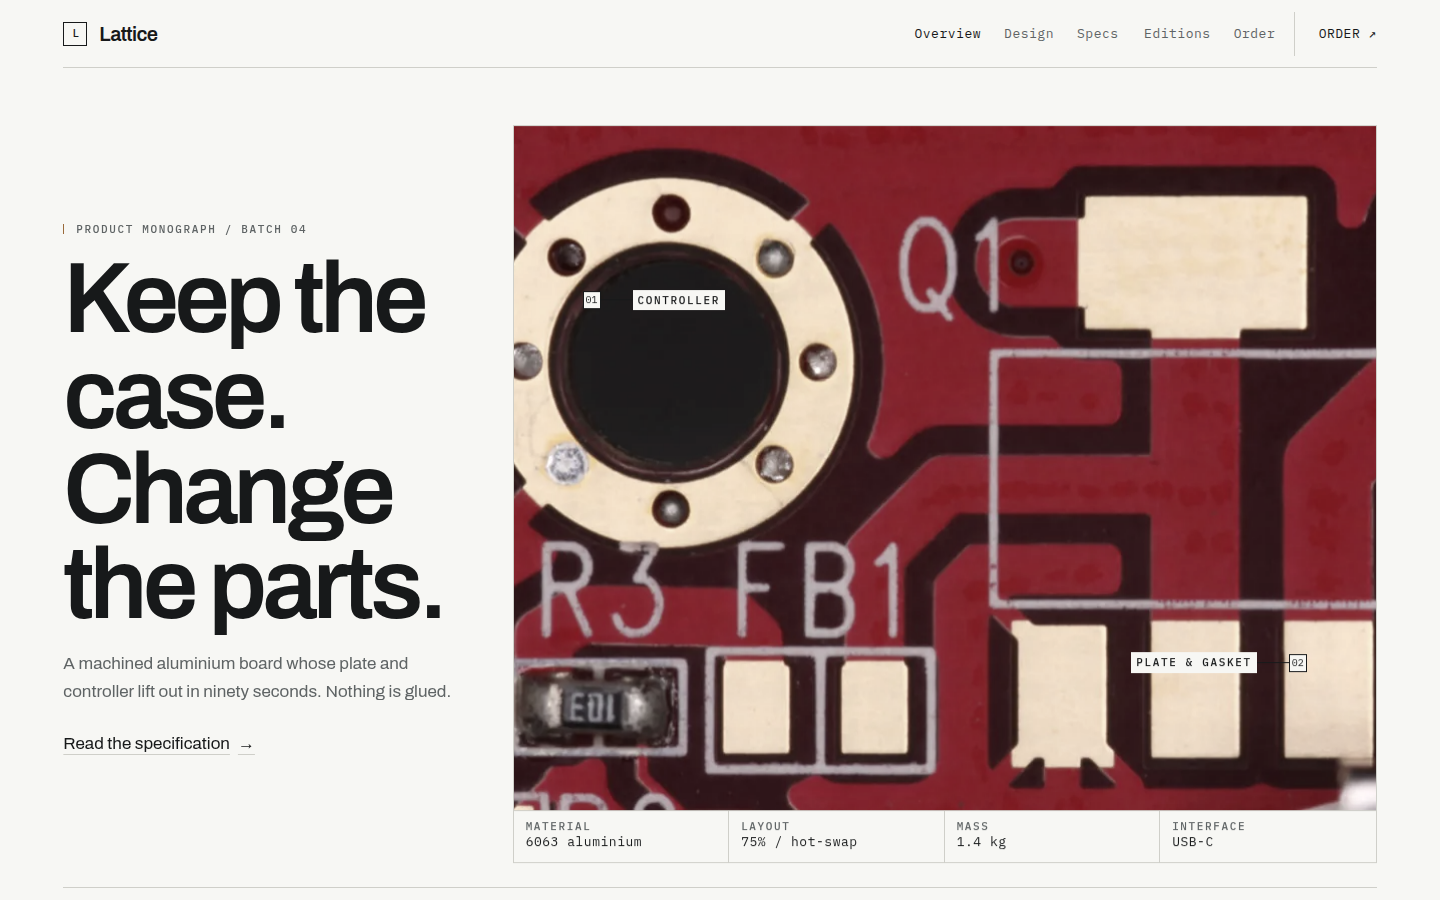 L Lattice
Overview Design Specs Editions Order ORDER ↗
PRODUCT MONOGRAPH / BATCH 04
Keep the
case.
Change
the parts.
A machined aluminium board whose plate and
controller lift out in ninety seconds. Nothing is glued.
Read the specification →
Q1
01 CONTROLLER
R3 FB1
PLATE & GASKET 02
E01
MATERIAL
6063 aluminium
LAYOUT
75% / hot-swap
MASS
1.4 kg
INTERFACE
USB-C